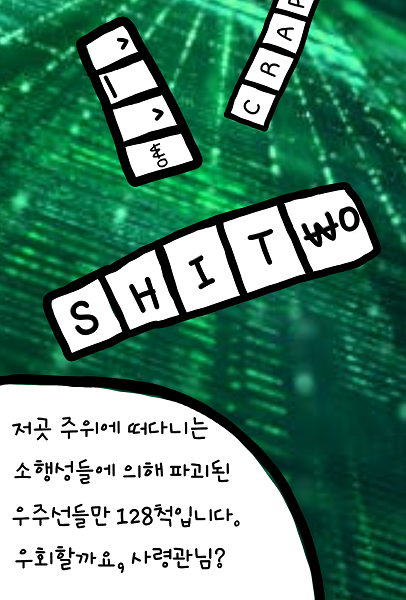 CRAP
SHIT₩O
저곳 주위에 떠다니는
소행성들에 의해 파괴된
우주선들만 128척입니다.
우회할까요, 사령관님?